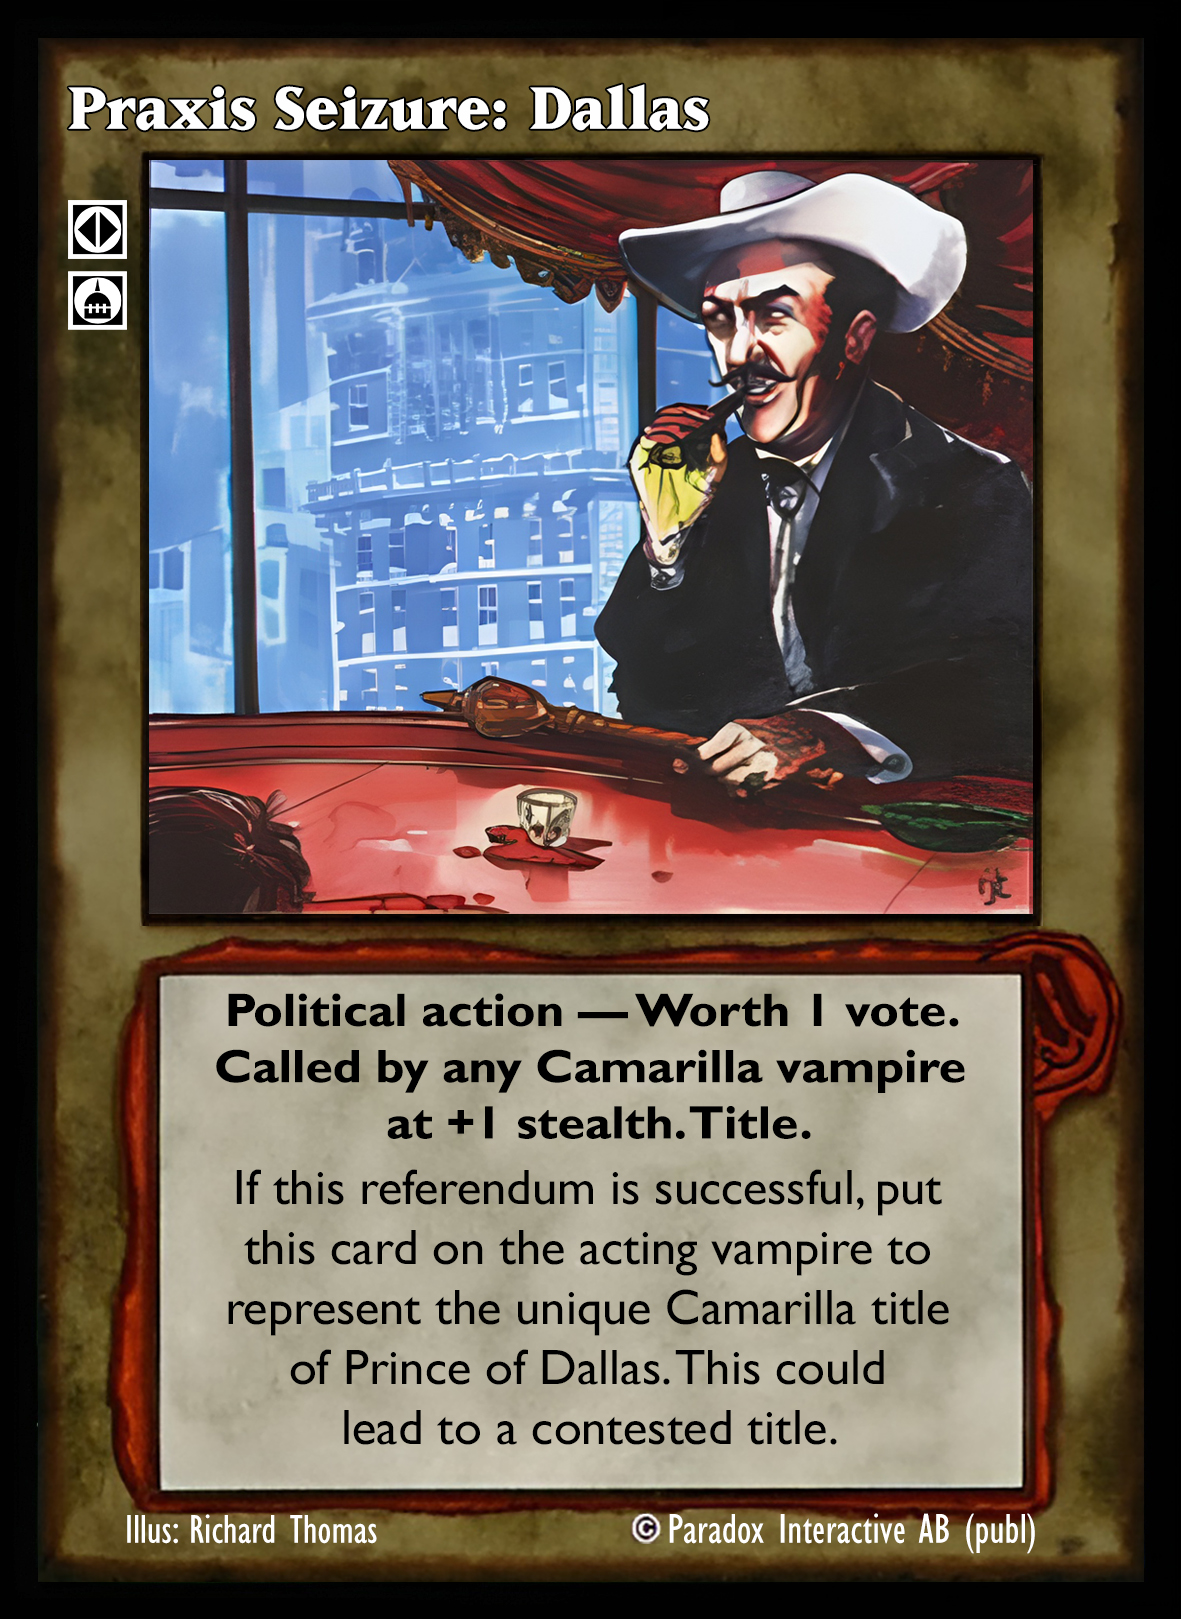 Praxis Seizure: Dallas
Political action — Worth 1 vote.
Called by any Camarilla vampire
at +1 stealth. Title.
If this referendum is successful, put
this card on the acting vampire to
represent the unique Camarilla title
of Prince of Dallas. This could
lead to a contested title.
Illus: Richard Thomas
© Paradox Interactive AB (publ)